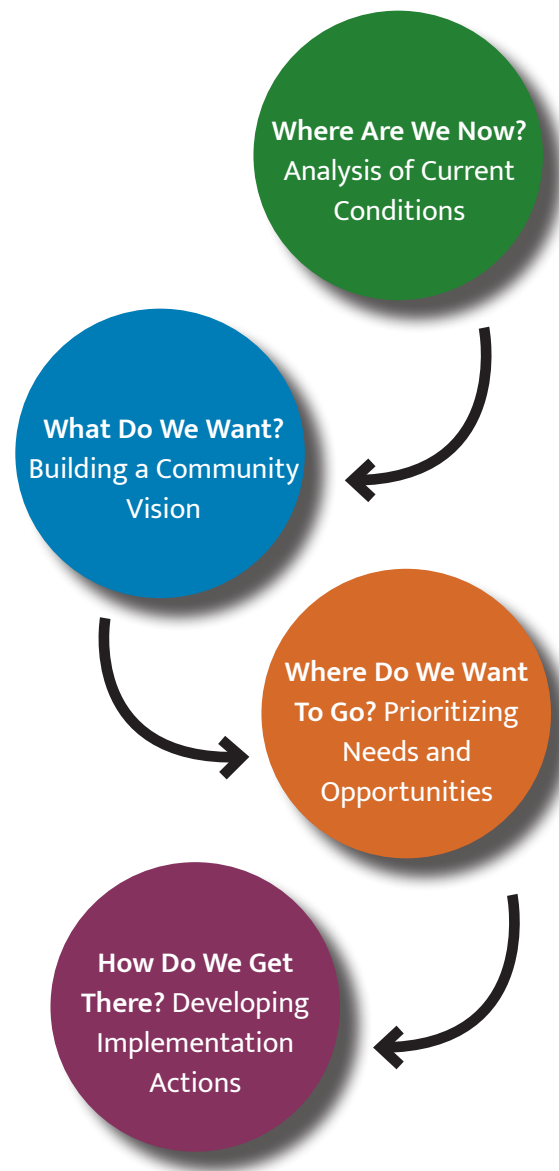 Where Are We Now?
Analysis of Current
Conditions
What Do We Want?
Building a Community
Vision
Where Do We Want
To Go? Prioritizing
Needs and
Opportunities
How Do We Get
There? Developing
Implementation
Actions